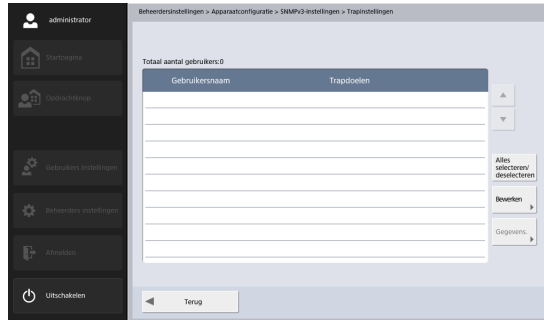 administrator
Beheerdersinstellingen > Apparaatconfiguratie > SNMPv3-instellingen > Trapinstellingen
Startpagina
Opdrachtknop
Gebruikers instellingen
Beheerders instellingen
Afmelden
Uitschakelen
Totaal aantal gebruikers:0
Gebruikersnaam
Trapdoelen
Alles
selecteren/
deselecteren
Bewerken
Gegevens.
Terug